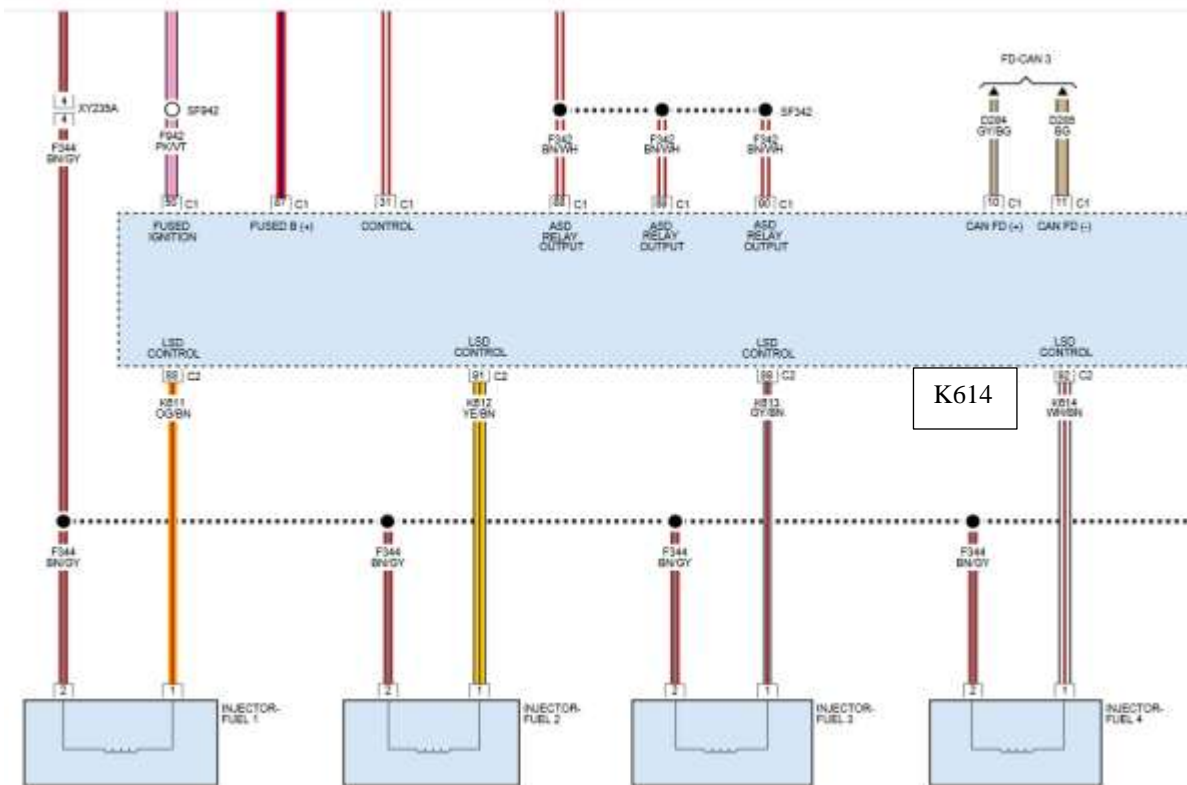 FD-CAN 3
4
XY235A
4
SF942
SF342
F344
BN/GY
F942
PK/VT
F342
BN/WH
F342
BN/WH
F342
BN/WH
D284
GY/BG
D285
BG
C1
C1
31 C1
C1
C1
C1
10 C1
11 C1
FUSED
IGNITION
FUSED B (+)
CONTROL
ASD
RELAY
OUTPUT
ASD
RELAY
OUTPUT
ASD
RELAY
OUTPUT
CAN FD (+)
CAN FD (-)
LSD
CONTROL
LSD
CONTROL
LSD
CONTROL
LSD
CONTROL
C2
91 C2
C2
92 C2
K611
OG/BN
K612
YE/BN
K613
GY/BN
K614
K614
WH/BN
F344
BN/GY
F344
BN/GY
F344
BN/GY
F344
BN/GY
2
1
2
1
2
1
2
1
INJECTOR-
FUEL 1
INJECTOR-
FUEL 2
INJECTOR-
FUEL 3
INJECTOR-
FUEL 4